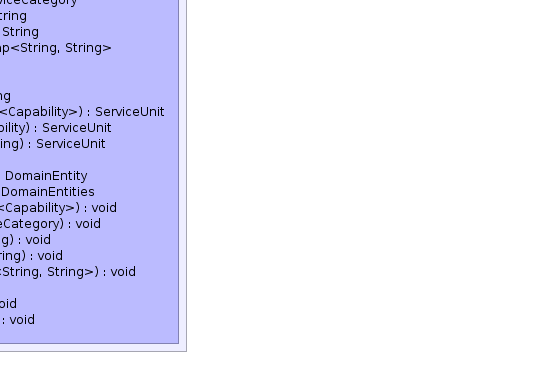 viceCategory
tring
String
ap<String, String>
ng
<Capability>) : ServiceUnit
bility) : ServiceUnit
ing) : ServiceUnit
DomainEntity
DomainEntities
<Capability>) : void
eCategory) : void
g) : void
ring) : void
<String, String>) : void
oid
: void